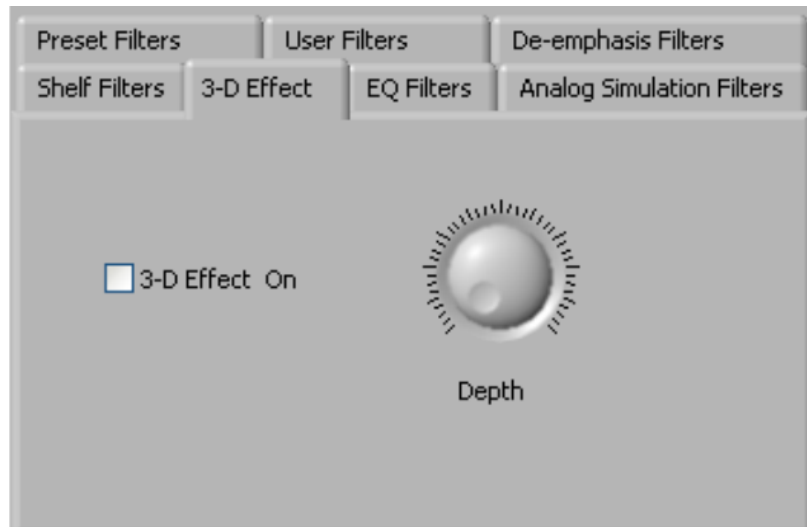 Preset Filters User Filters De-emphasis Filters
Shelf Filters 3-D Effect EQ Filters Analog Simulation Filters
3-D Effect On
Depth